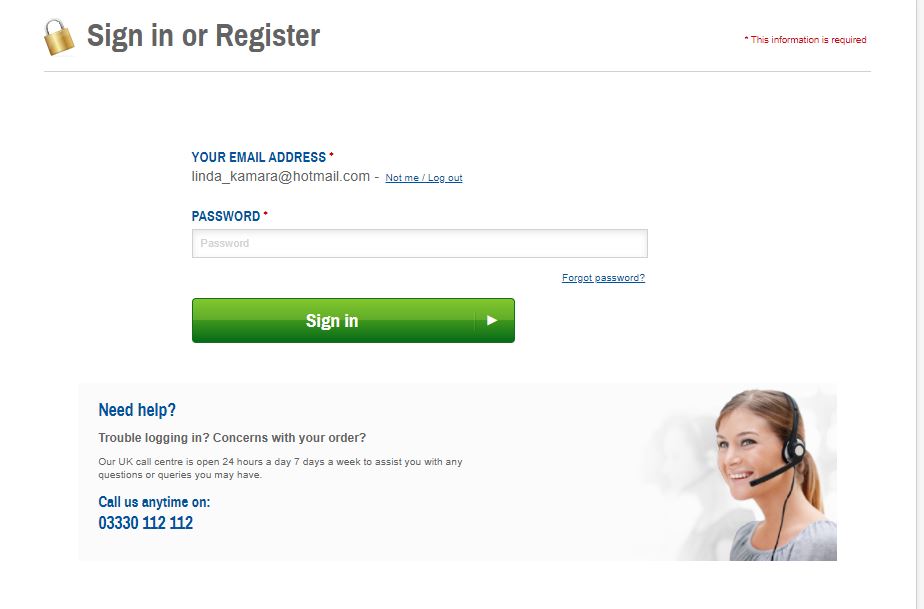 Sign in or Register
* This information is required
YOUR EMAIL ADDRESS *
linda_kamara@hotmail.com - Not me / Log out
PASSWORD *
Password
Forgot password?
Sign in
Need help?
Trouble logging in? Concerns with your order?
Our UK call centre is open 24 hours a day 7 days a week to assist you with any
questions or queries you may have.
Call us anytime on:
03330 112 112